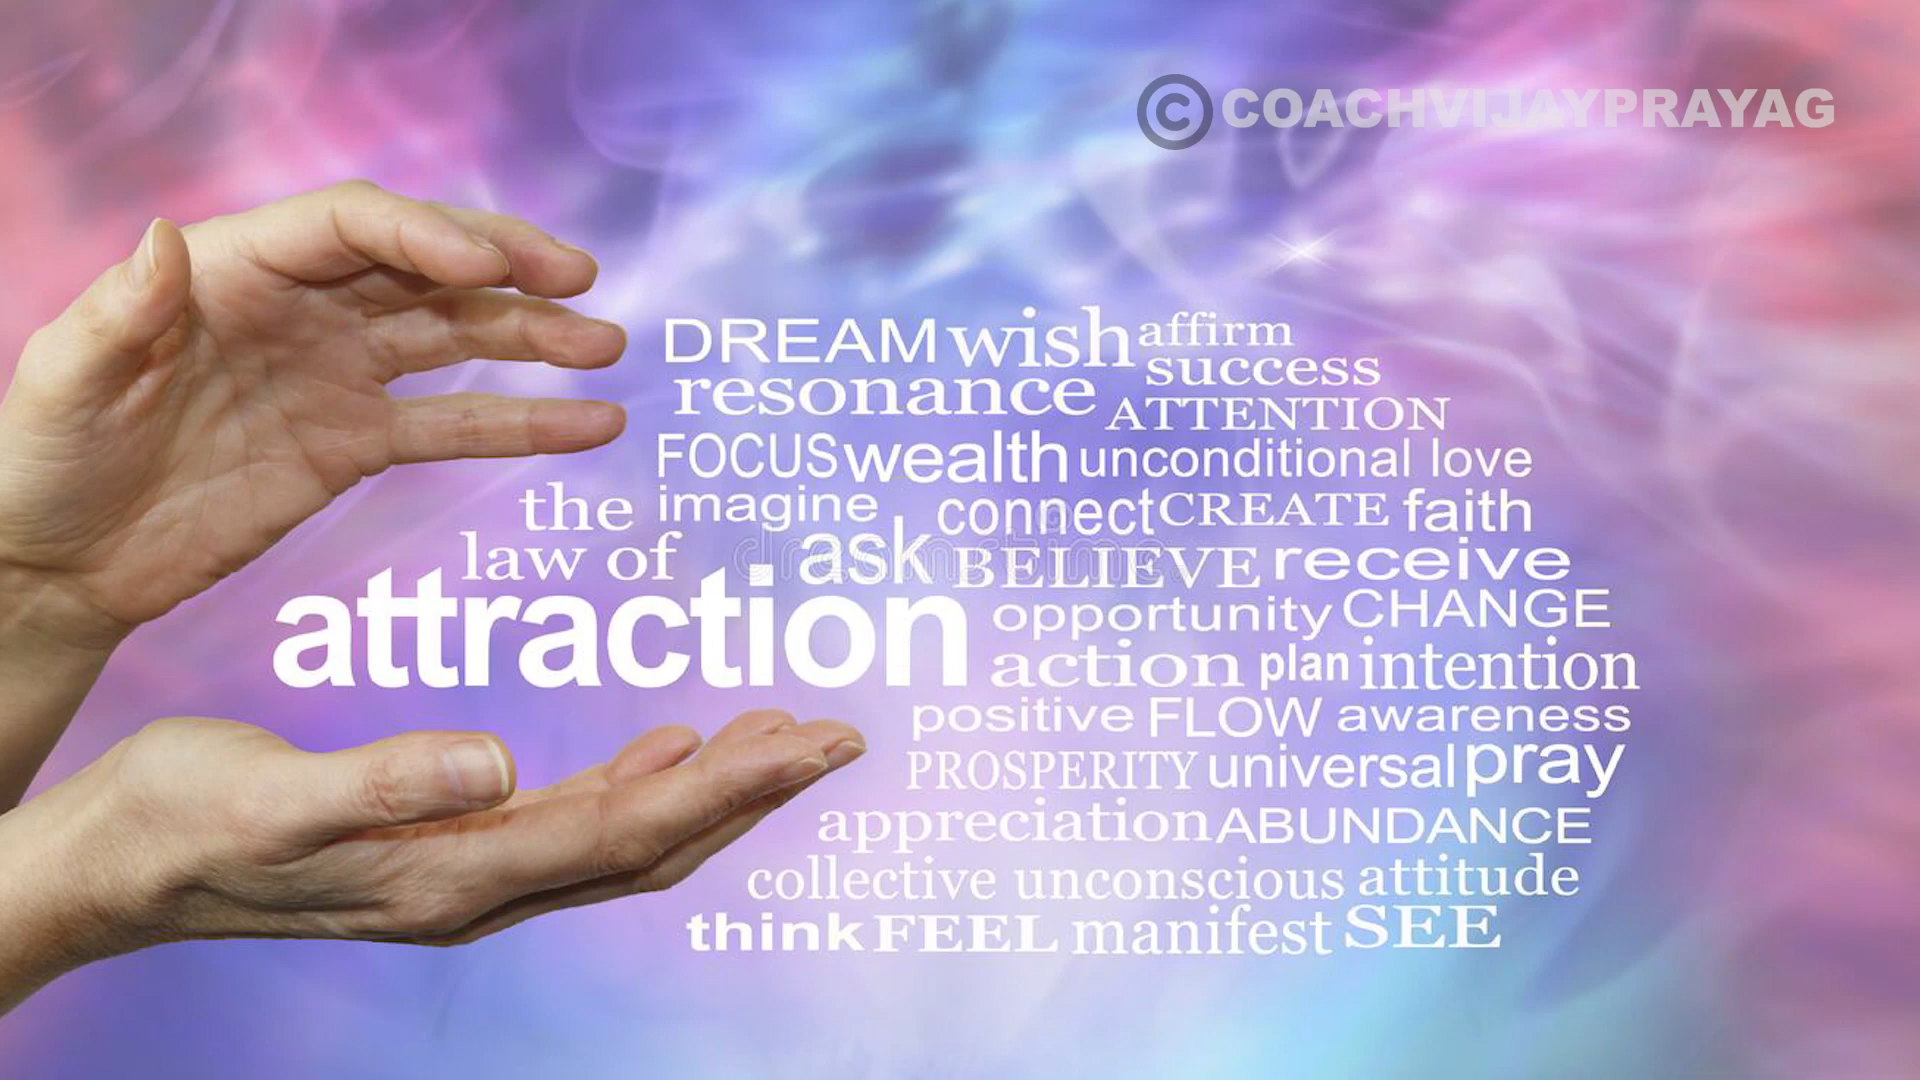 ©COACHVIJAYPRAYAG
DREAM wish affirm
success
resonance ATTENTION
FOCUS wealth unconditional love
the imagine connect CREATE faith
law of ask BELIEVE receive
attraction opportunity CHANGE
action plan intention
positive FLOW awareness
PROSPERITY universal pray
appreciation ABUNDANCE
collective unconscious attitude
think FEEL manifest SEE
dreamstime